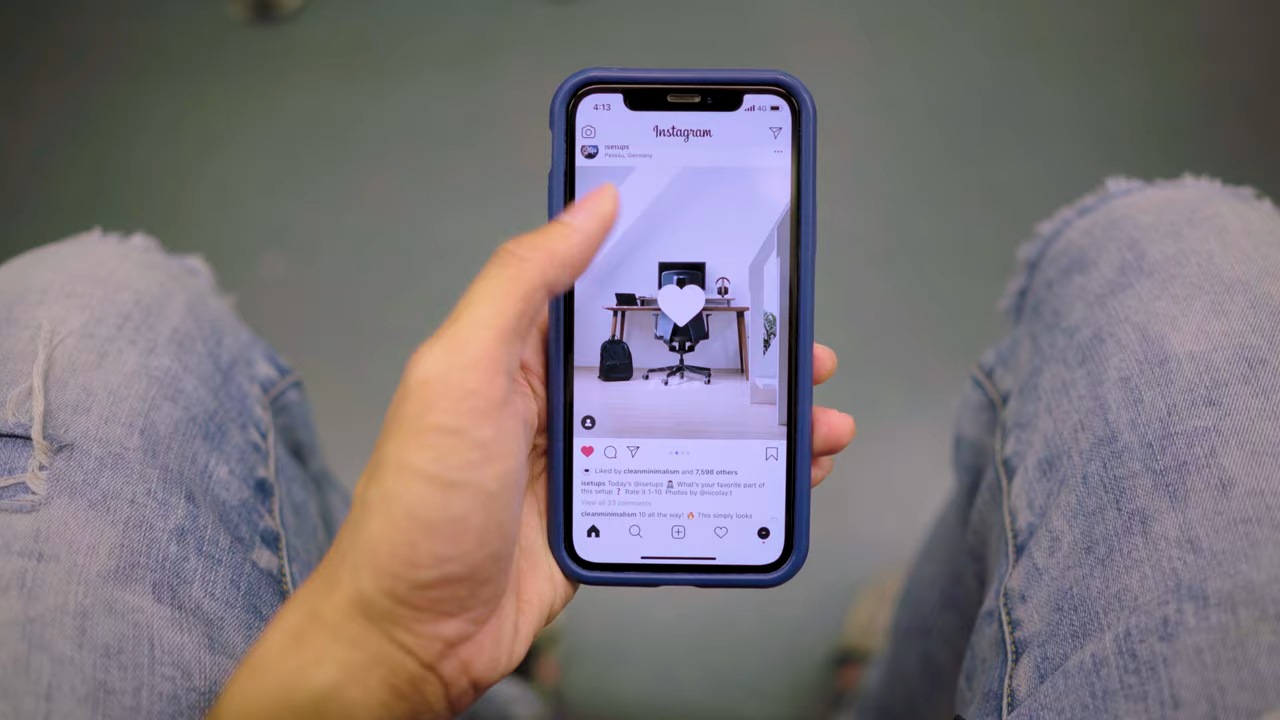 4:13
4G
Instagram
isetups
Passau, Germany
Liked by cleanminimalism and 7,598 others
isetups Today's @isetups What's your favorite part of
this setup ? Rate it 1-10. Photos by @nicolay.t
View all 33 comments
cleanminimalism 10 all the way! 🔥 This simply looks